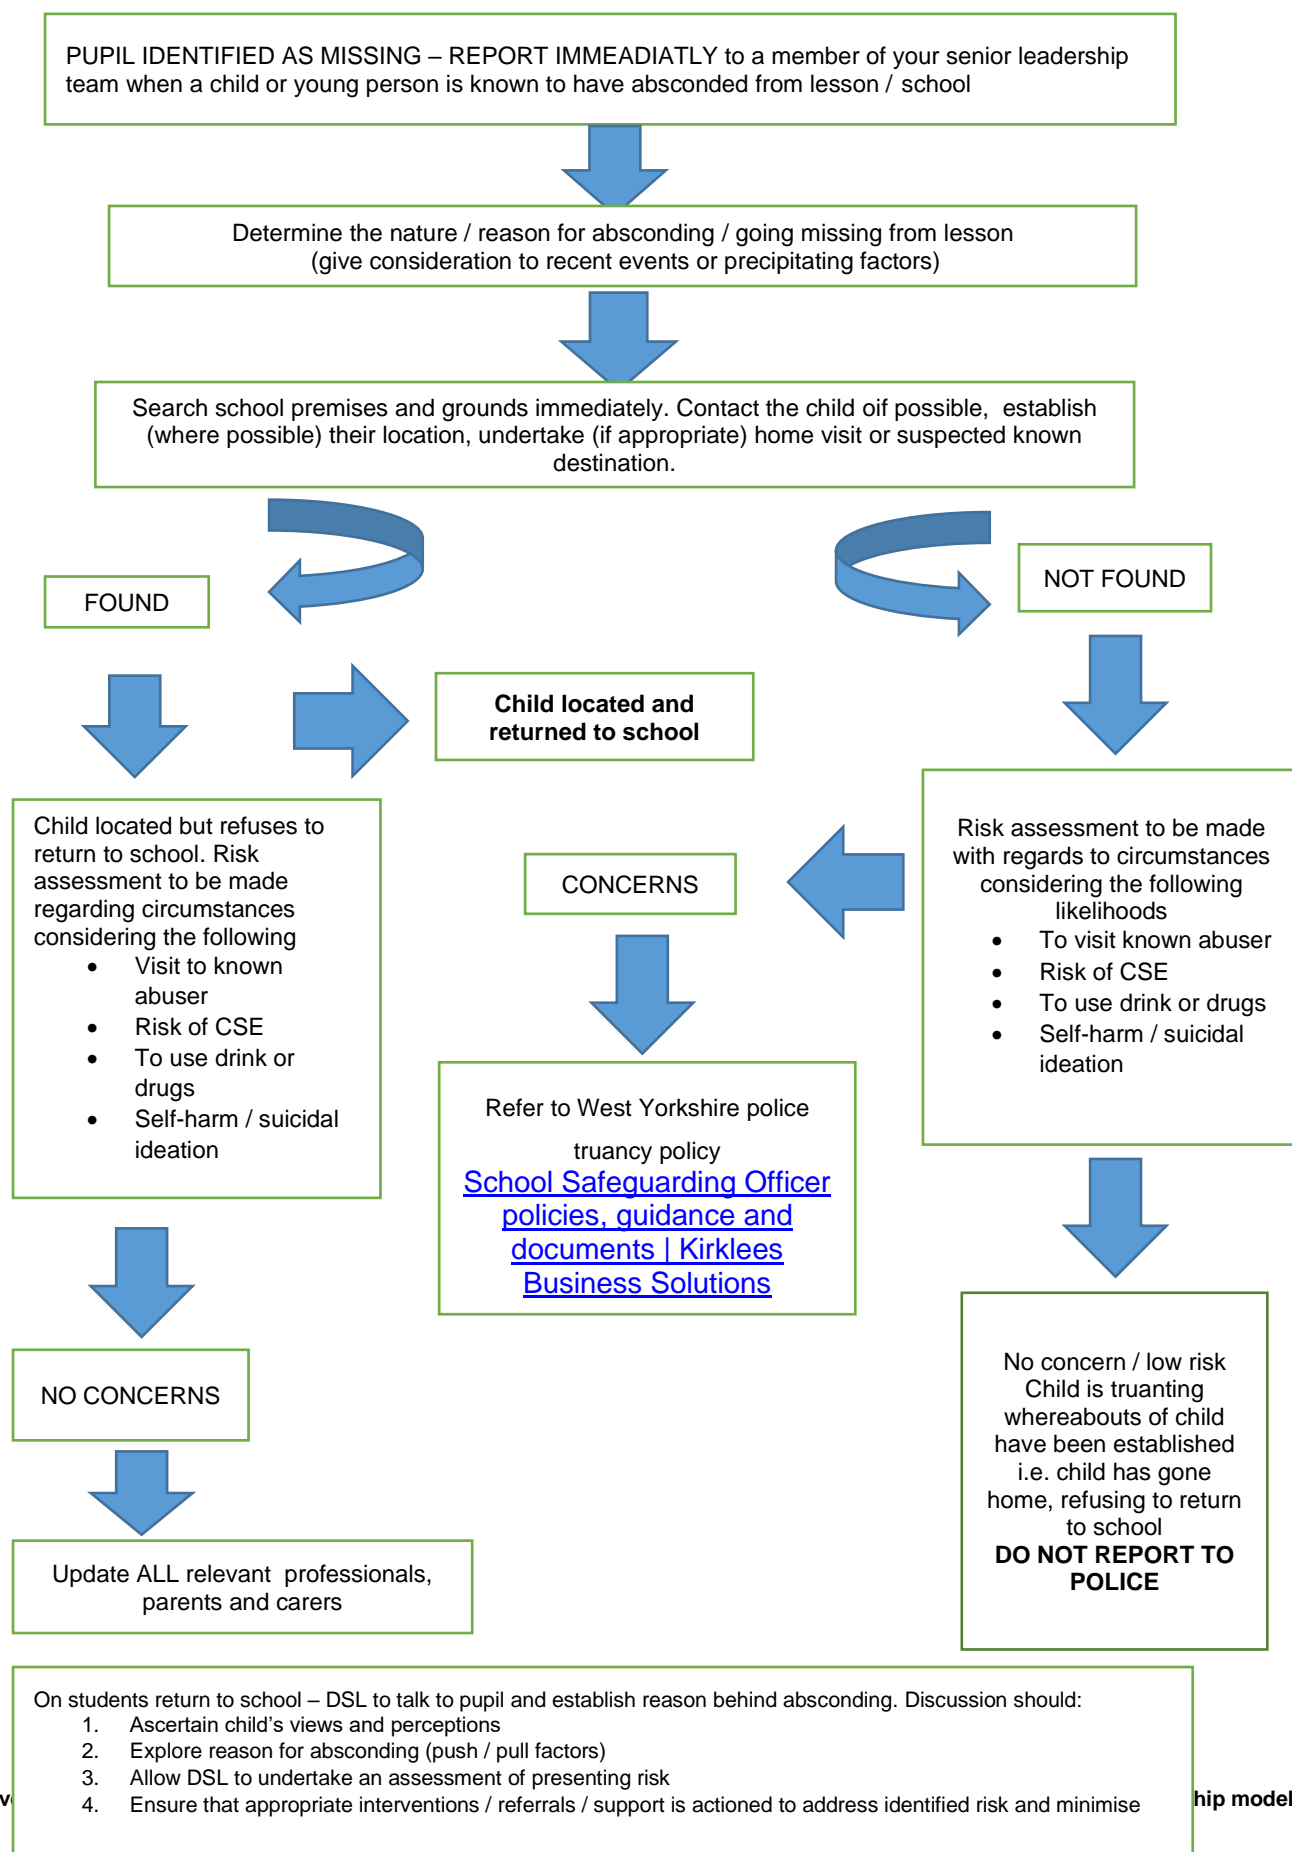 PUPIL IDENTIFIED AS MISSING – REPORT IMMEADIATLY to a member of your senior leadership
team when a child or young person is known to have absconded from lesson / school
Determine the nature / reason for absconding / going missing from lesson
(give consideration to recent events or precipitating factors)
Search school premises and grounds immediately. Contact the child oif possible, establish
(where possible) their location, undertake (if appropriate) home visit or suspected known
destination.
FOUND
NOT FOUND
Child located and
returned to school
Child located but refuses to
return to school. Risk
assessment to be made
regarding circumstances
considering the following
• Visit to known
abuser
• Risk of CSE
• To use drink or
drugs
• Self-harm / suicidal
ideation
CONCERNS
Risk assessment to be made
with regards to circumstances
considering the following
likelihoods
• To visit known abuser
• Risk of CSE
• To use drink or drugs
• Self-harm / suicidal
ideation
Refer to West Yorkshire police
truancy policy
School Safeguarding Officer
policies, guidance and
documents | Kirklees
Business Solutions
NO CONCERNS
No concern / low risk
Child is truanting
whereabouts of child
have been established
i.e. child has gone
home, refusing to return
to school
DO NOT REPORT TO
POLICE
Update ALL relevant professionals,
parents and carers
On students return to school – DSL to talk to pupil and establish reason behind absconding. Discussion should:
1. Ascertain child's views and perceptions
2. Explore reason for absconding (push / pull factors)
3. Allow DSL to undertake an assessment of presenting risk
4. Ensure that appropriate interventions / referrals / support is actioned to address identified risk and minimise
hip model